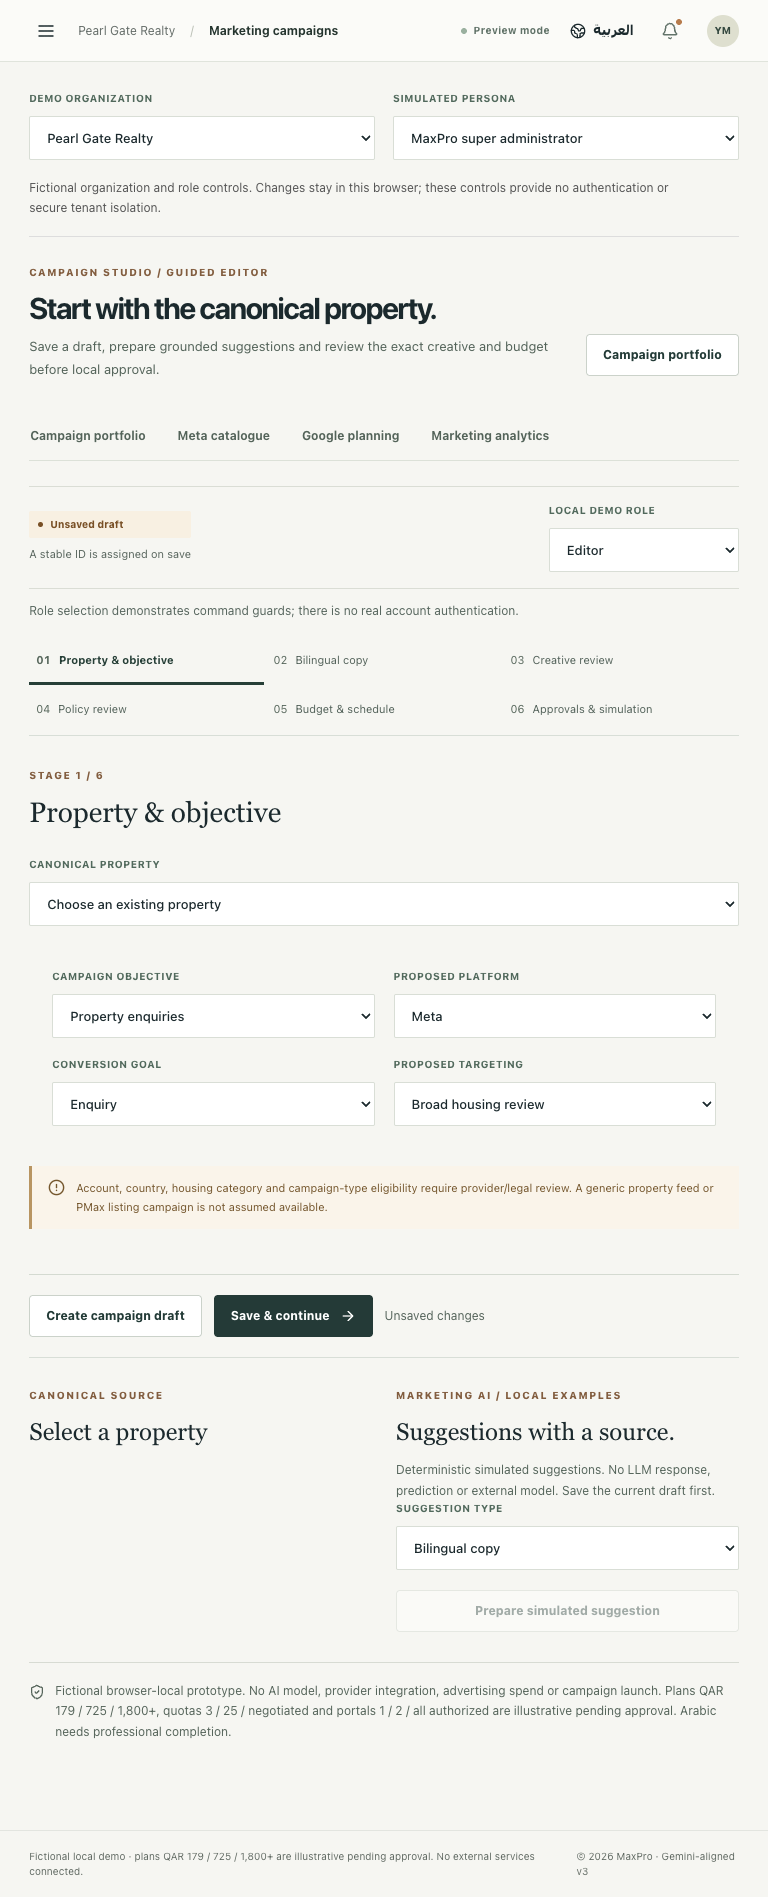 Pearl Gate Realty / Marketing campaigns
Preview mode
العربية
YM
DEMO ORGANIZATION
Pearl Gate Realty
SIMULATED PERSONA
MaxPro super administrator
Fictional organization and role controls. Changes stay in this browser; these controls provide no authentication or
secure tenant isolation.
CAMPAIGN STUDIO / GUIDED EDITOR
Start with the canonical property.
Save a draft, prepare grounded suggestions and review the exact creative and budget
before local approval.
Campaign portfolio
Campaign portfolio
Meta catalogue
Google planning
Marketing analytics
Unsaved draft
A stable ID is assigned on save
LOCAL DEMO ROLE
Editor
Role selection demonstrates command guards; there is no real account authentication.
01 Property & objective
02 Bilingual copy
03 Creative review
04 Policy review
05 Budget & schedule
06 Approvals & simulation
STAGE 1 / 6
Property & objective
CANONICAL PROPERTY
Choose an existing property
CAMPAIGN OBJECTIVE
Property enquiries
PROPOSED PLATFORM
Meta
CONVERSION GOAL
Enquiry
PROPOSED TARGETING
Broad housing review
Account, country, housing category and campaign-type eligibility require provider/legal review. A generic property feed or
PMax listing campaign is not assumed available.
Create campaign draft
Save & continue
Unsaved changes
CANONICAL SOURCE
Select a property
MARKETING AI / LOCAL EXAMPLES
Suggestions with a source.
Deterministic simulated suggestions. No LLM response,
prediction or external model. Save the current draft first.
SUGGESTION TYPE
Bilingual copy
Prepare simulated suggestion
Fictional browser-local prototype. No AI model, provider integration, advertising spend or campaign launch. Plans QAR
179 / 725 / 1,800+, quotas 3 / 25 / negotiated and portals 1 / 2 / all authorized are illustrative pending approval. Arabic
needs professional completion.
Fictional local demo · plans QAR 179 / 725 / 1,800+ are illustrative pending approval. No external services
connected.
© 2026 MaxPro · Gemini-aligned
v3